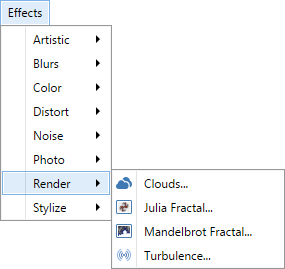 Effects
Artistic
Blurs
Color
Distort
Noise
Photo
Render
Stylize
Clouds...
Julia Fractal...
Mandelbrot Fractal...
Turbulence...